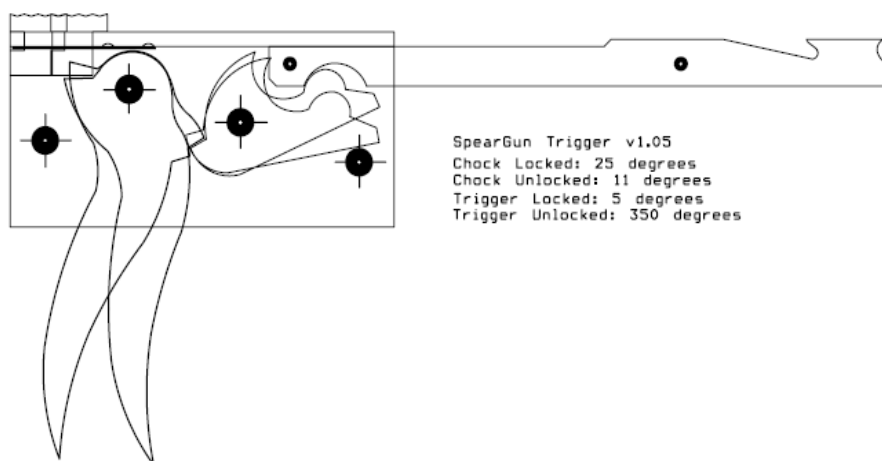 SpearGun Trigger v1.05
Chock Locked: 25 degrees
Chock Unlocked: 11 degrees
Trigger Locked: 5 degrees
Trigger Unlocked: 350 degrees